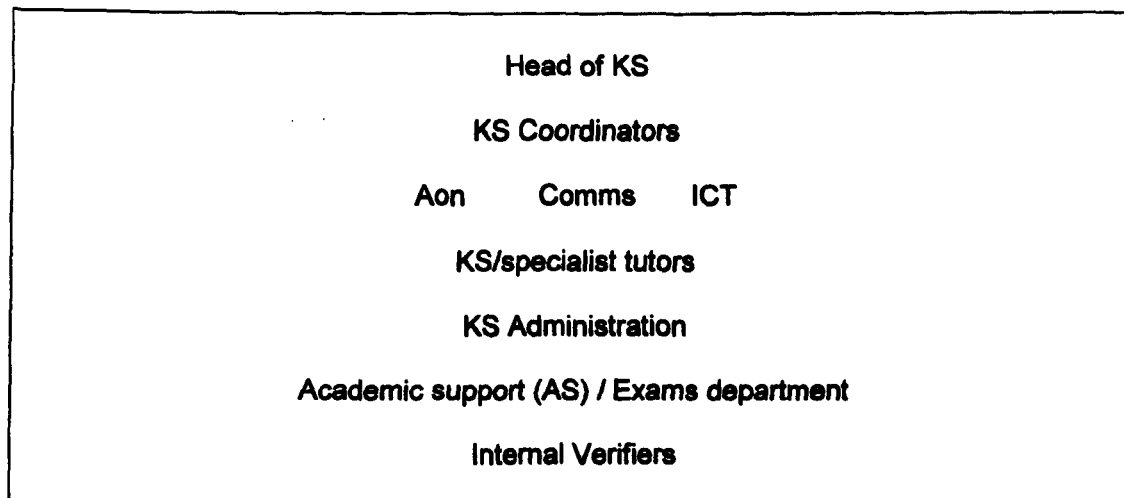 Head of KS
KS Coordinators
Aon Comms ICT
KS/specialist tutors
KS Administration
Academic support (AS) / Exams department
Internal Verifiers